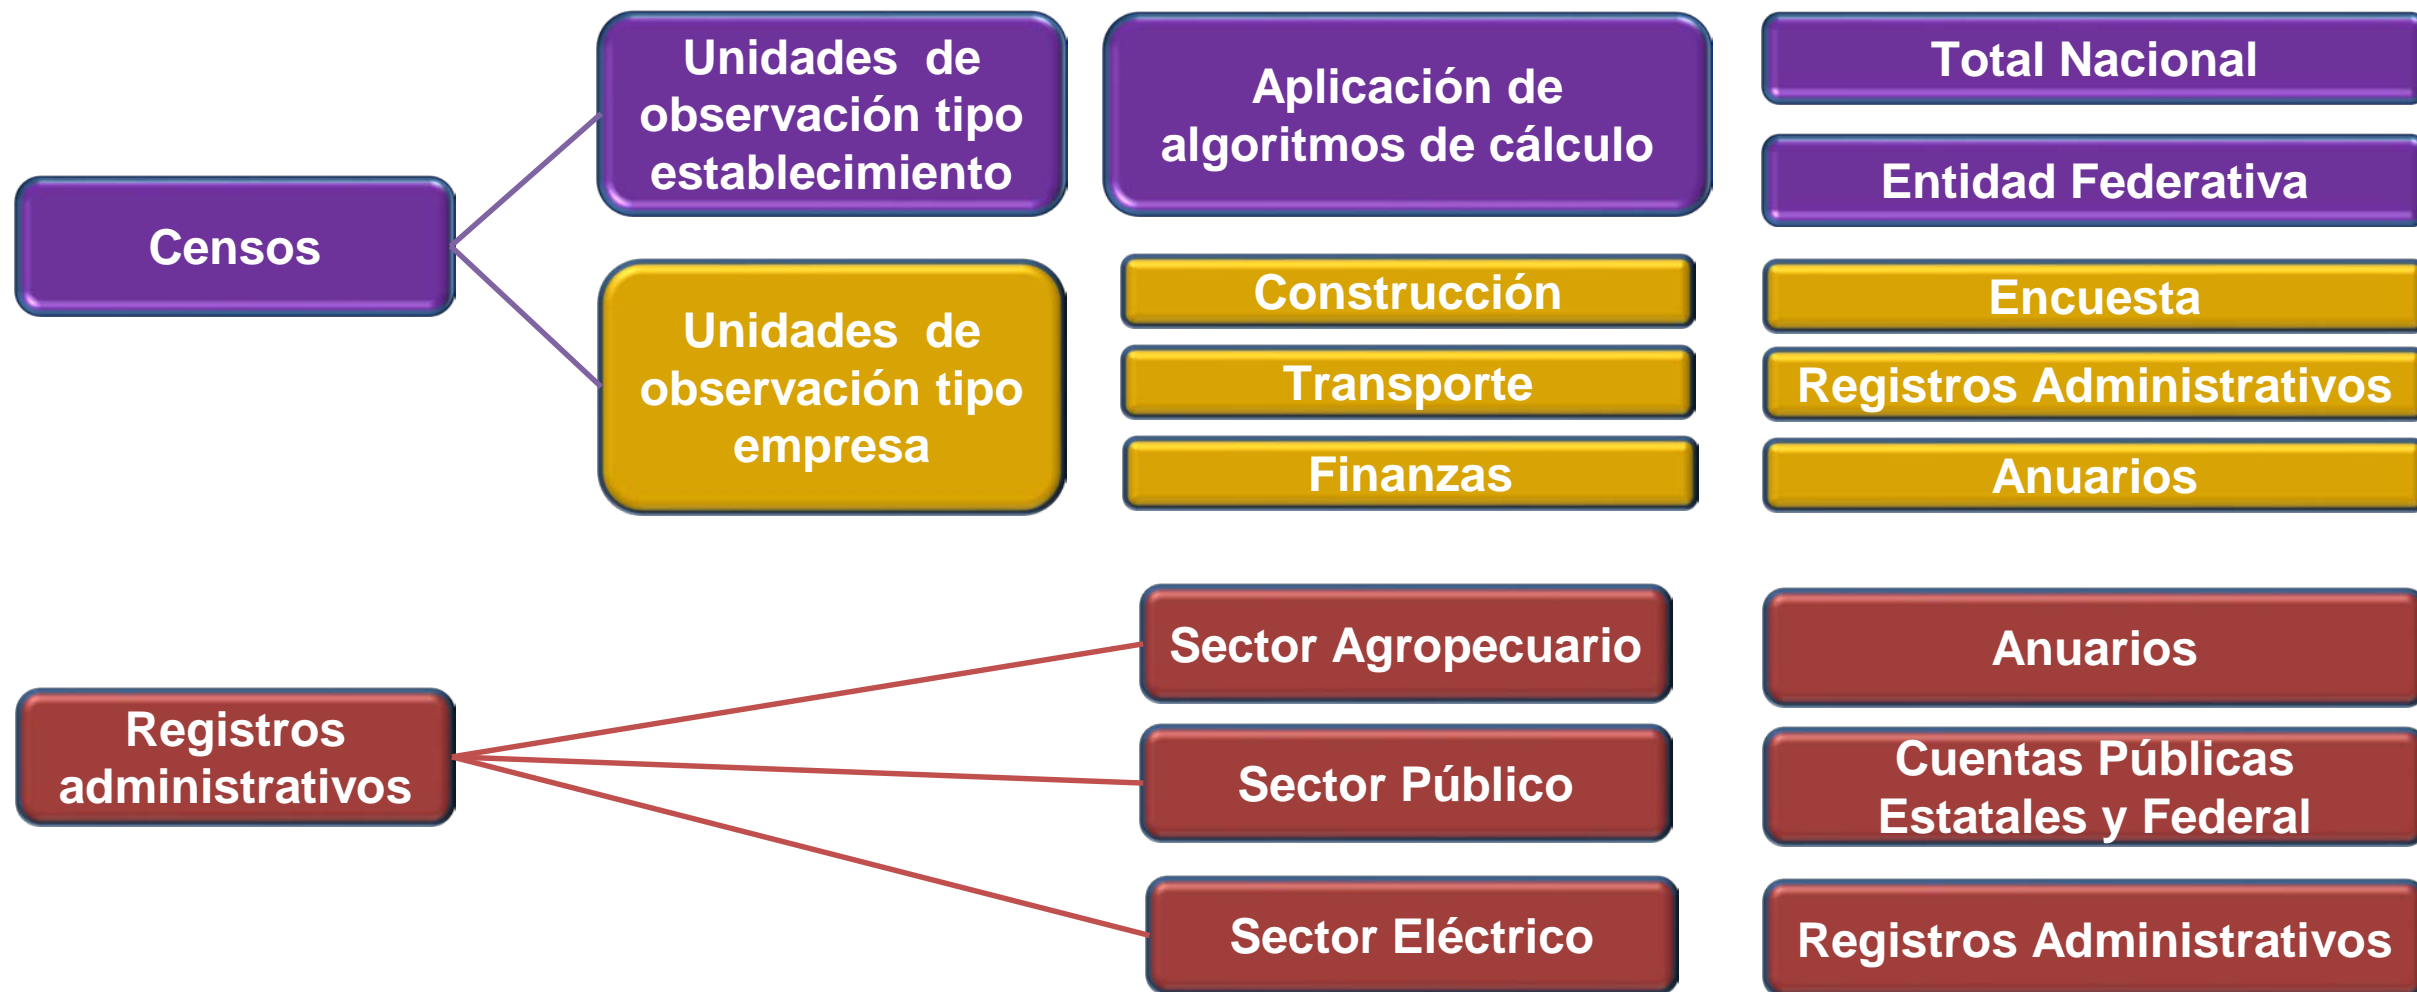 Censos
Unidades de
observación tipo
establecimiento
Aplicación de
algoritmos de cálculo
Total Nacional
Entidad Federativa
Unidades de
observación tipo
empresa
Construcción
Encuesta
Transporte
Registros Administrativos
Finanzas
Anuarios
Registros
administrativos
Sector Agropecuario
Anuarios
Sector Público
Cuentas Públicas
Estatales y Federal
Sector Eléctrico
Registros Administrativos